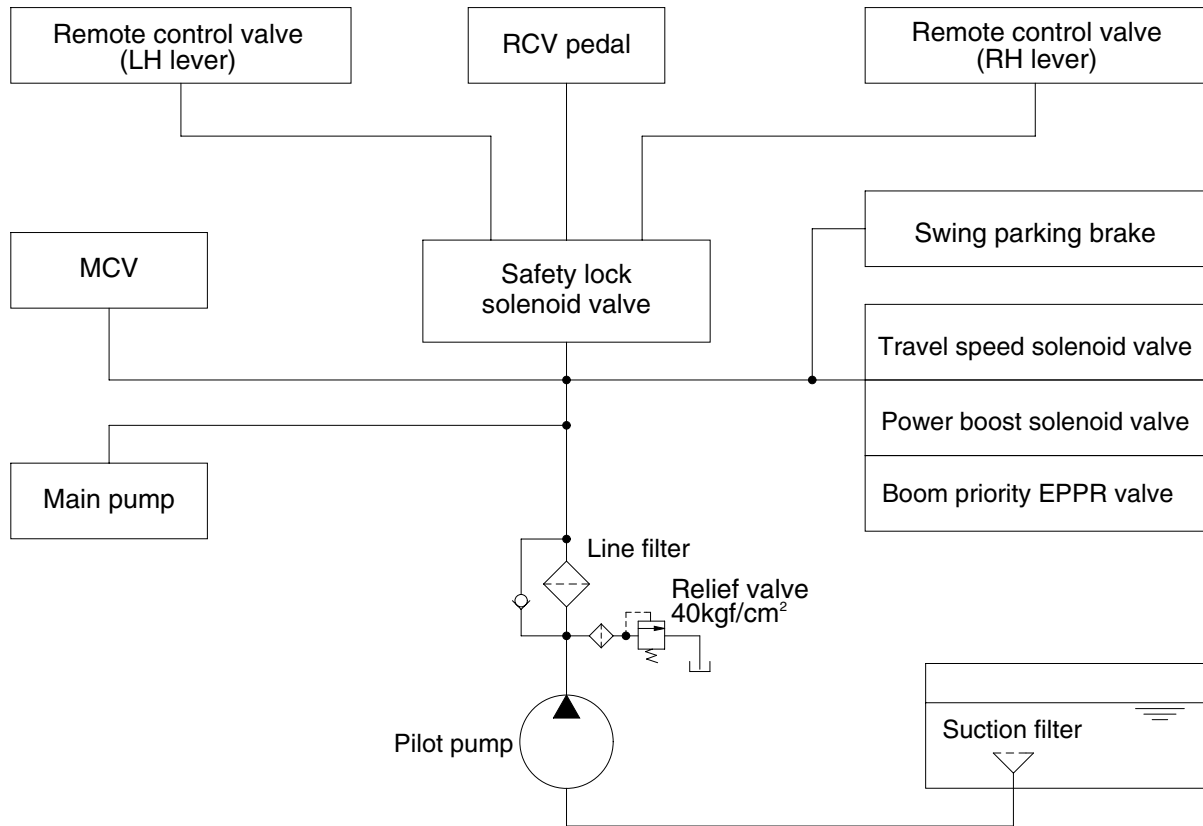 Remote control valve
(LH lever)
RCV pedal
Remote control valve
(RH lever)
MCV
Safety lock
solenoid valve
Swing parking brake
Travel speed solenoid valve
Power boost solenoid valve
Boom priority EPPR valve
Main pump
Line filter
Relief valve
40kgf/cm²
Pilot pump
Suction filter